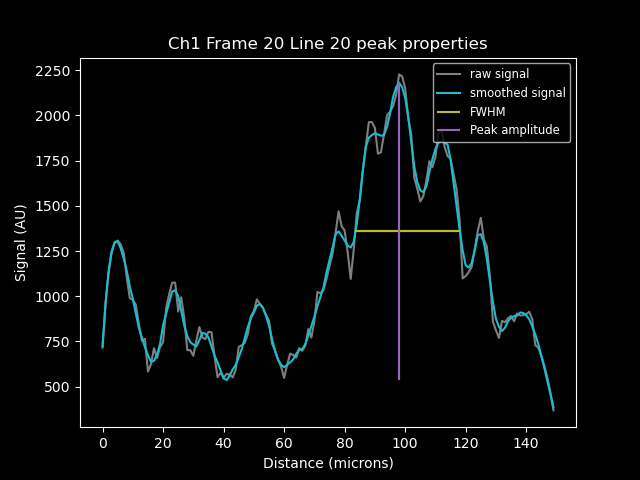 Ch1 Frame 20 Line 20 peak properties
raw signal
smoothed signal
FWHM
Peak amplitude
Signal (AU)
2250
2000
1750
1500
1250
1000
750
500
0 20 40 60 80 100 120 140
Distance (microns)